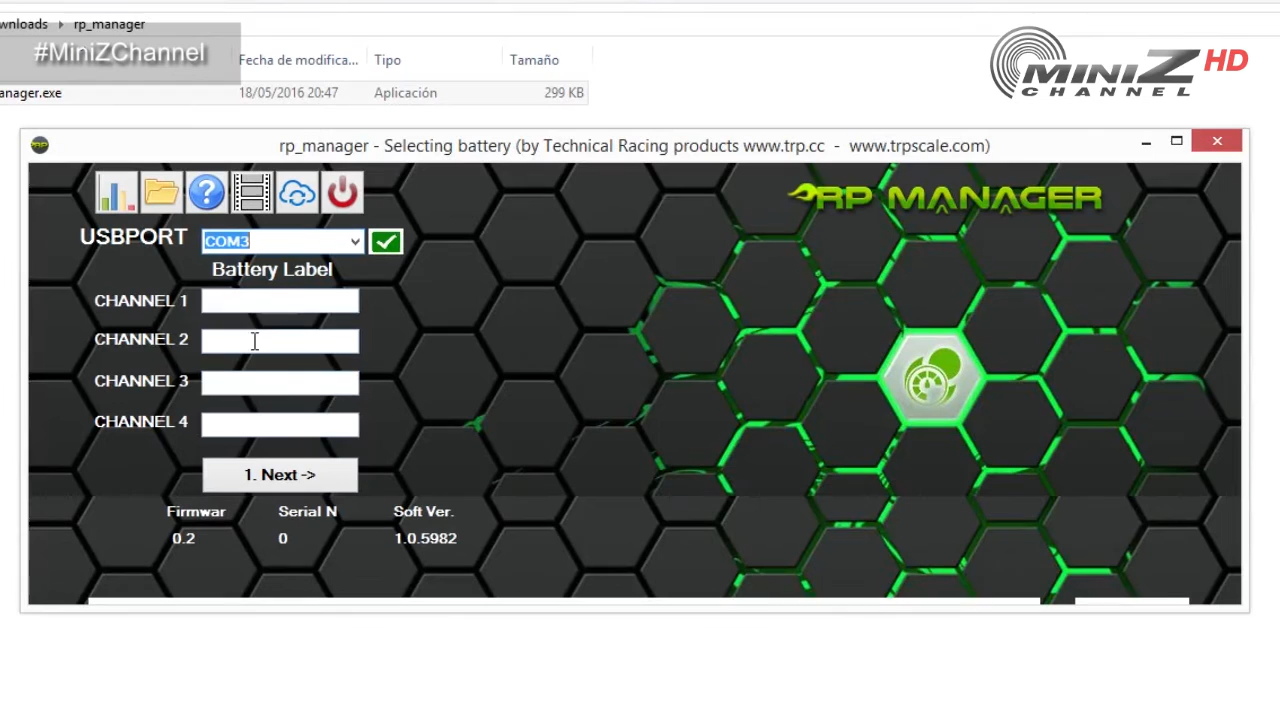 wnloads rp_manager
#MiniZChannel
Fecha de modifica... Tipo Tamaño
anager.exe 18/05/2016 20:47 Aplicación 299 KB
MINIZ HD
CHANNEL
rp_manager - Selecting battery (by Technical Racing products www.trp.cc - www.trpscale.com)
RP MANAGER
USBPORT COM3
Battery Label
CHANNEL 1
CHANNEL 2
CHANNEL 3
CHANNEL 4
1. Next ->
Firmwar Serial N Soft Ver.
0.2 0 1.0.5982